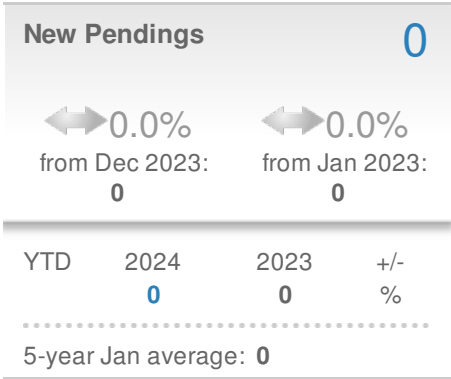 New Pendings 0
0.0% 0.0%
from Dec 2023: from Jan 2023:
0 0
YTD 2024 2023 +/-
0 0 %
5-year Jan average: 0